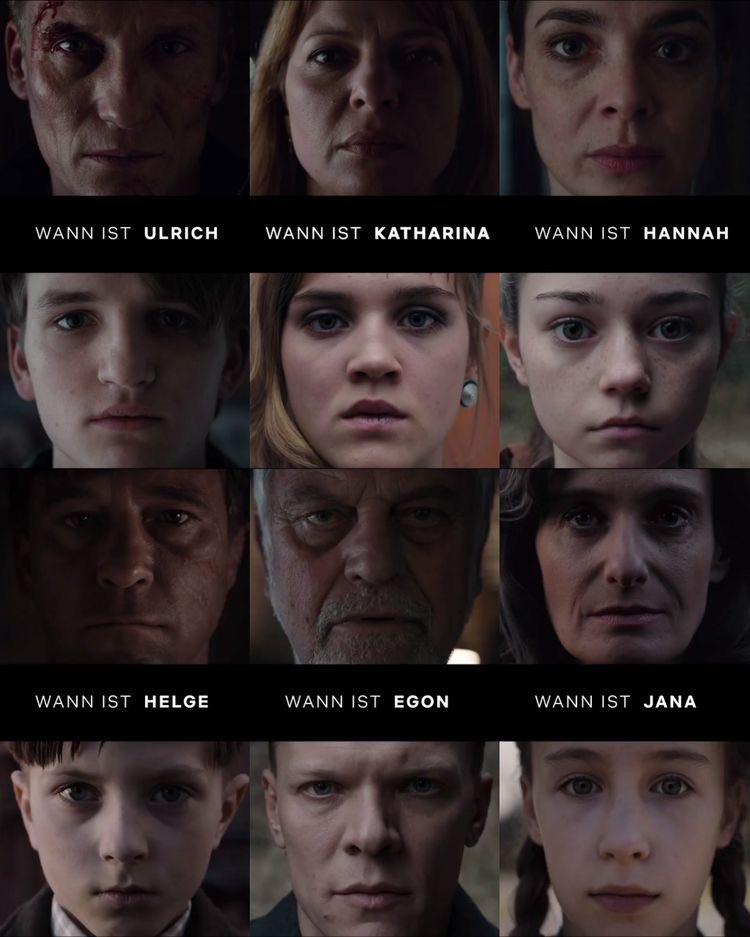 WANN IST ULRICH
WANN IST KATHARINA
WANN IST HANNAH
WANN IST HELGE
WANN IST EGON
WANN IST JANA